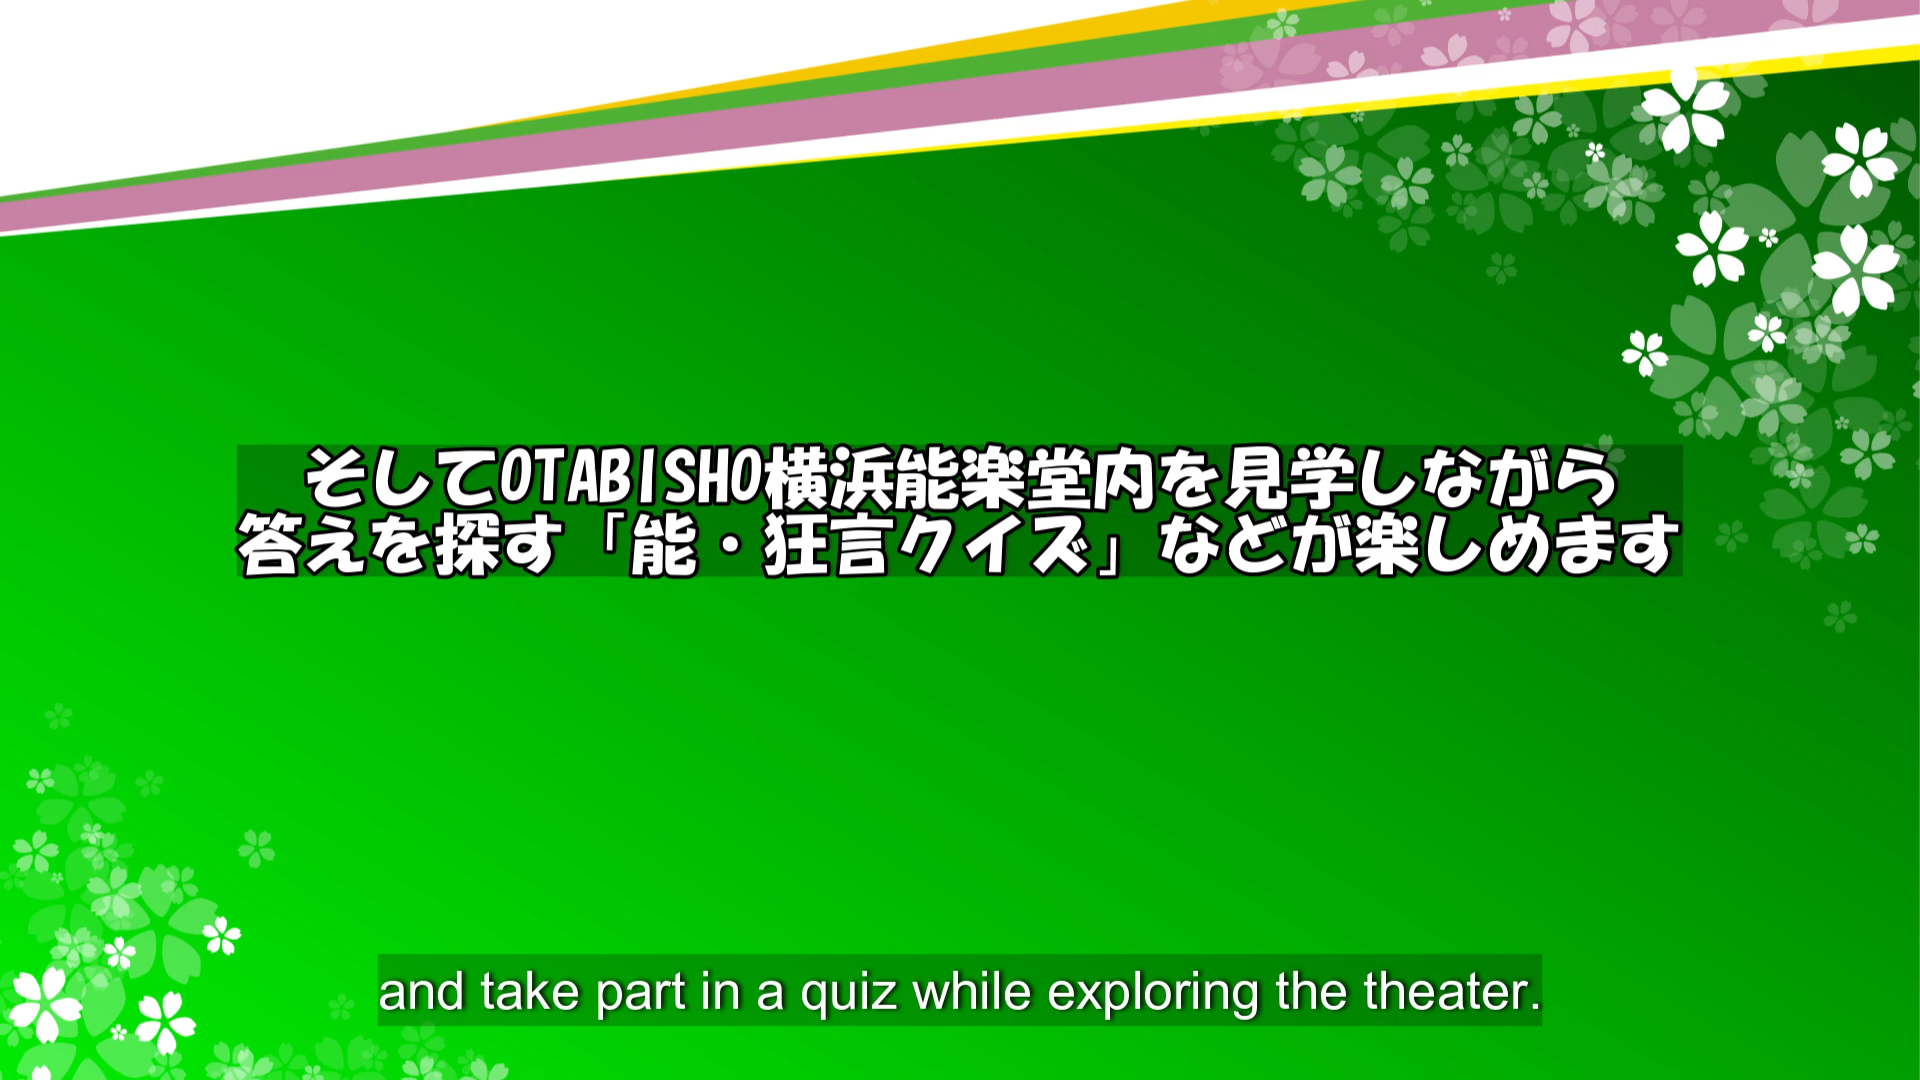 そしてOTABISHO横浜能楽堂内を見学しながら
答えを探す「能・狂言クイズ」などが楽しめます
and take part in a quiz while exploring the theater.